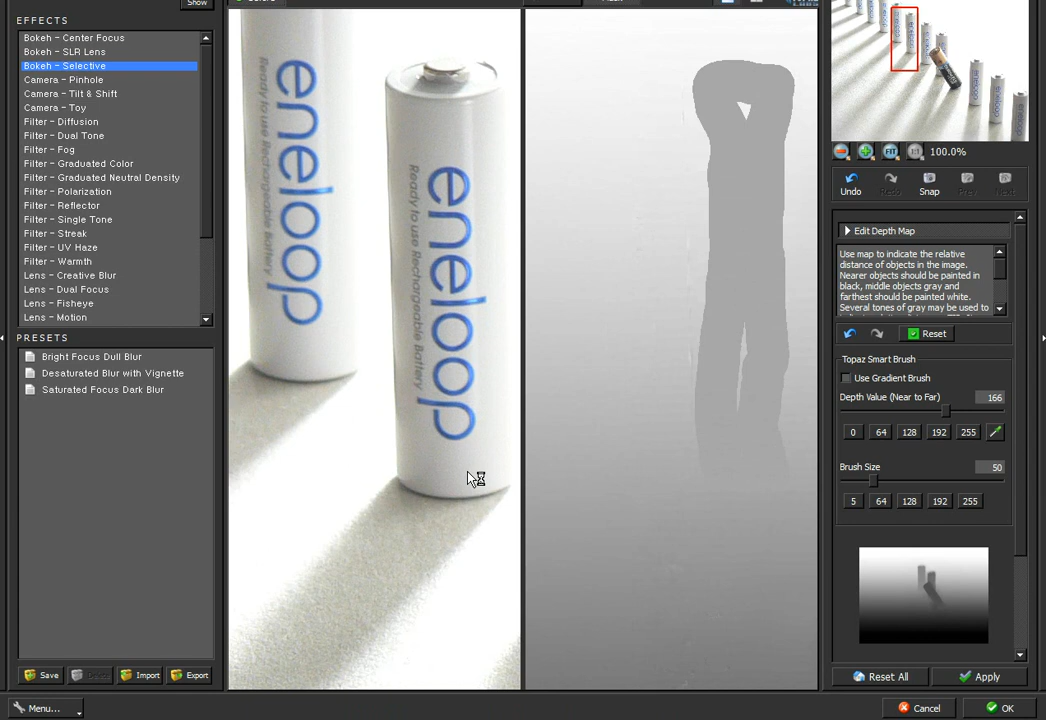 Show
EFFECTS
Bokeh - Center Focus
Bokeh - SLR Lens
Bokeh - Selective
Camera - Pinhole
Camera - Tilt & Shift
Camera - Toy
Filter - Diffusion
Filter - Dual Tone
Filter - Fog
Filter - Graduated Color
Filter - Graduated Neutral Density
Filter - Polarization
Filter - Reflector
Filter - Single Tone
Filter - Streak
Filter - UV Haze
Filter - Warmth
Lens - Creative Blur
Lens - Dual Focus
Lens - Fisheye
Lens - Motion
PRESETS
Bright Focus Dull Blur
Desaturated Blur with Vignette
Saturated Focus Dark Blur
Save
Import
Export
Menu...
eneloop
Ready to use Rechargeable Battery
eneloop
Ready to use Rechargeable Battery
FIT
100.0%
Undo
Snap
Edit Depth Map
Use map to indicate the relative
distance of objects in the image.
Nearer objects should be painted in
black, middle objects gray and
farthest should be painted white.
Several tones of gray may be used to
Reset
Topaz Smart Brush
Use Gradient Brush
Depth Value (Near to Far) 166
0 64 128 192 255
Brush Size 50
5 64 128 192 255
Reset All
Apply
Cancel
OK